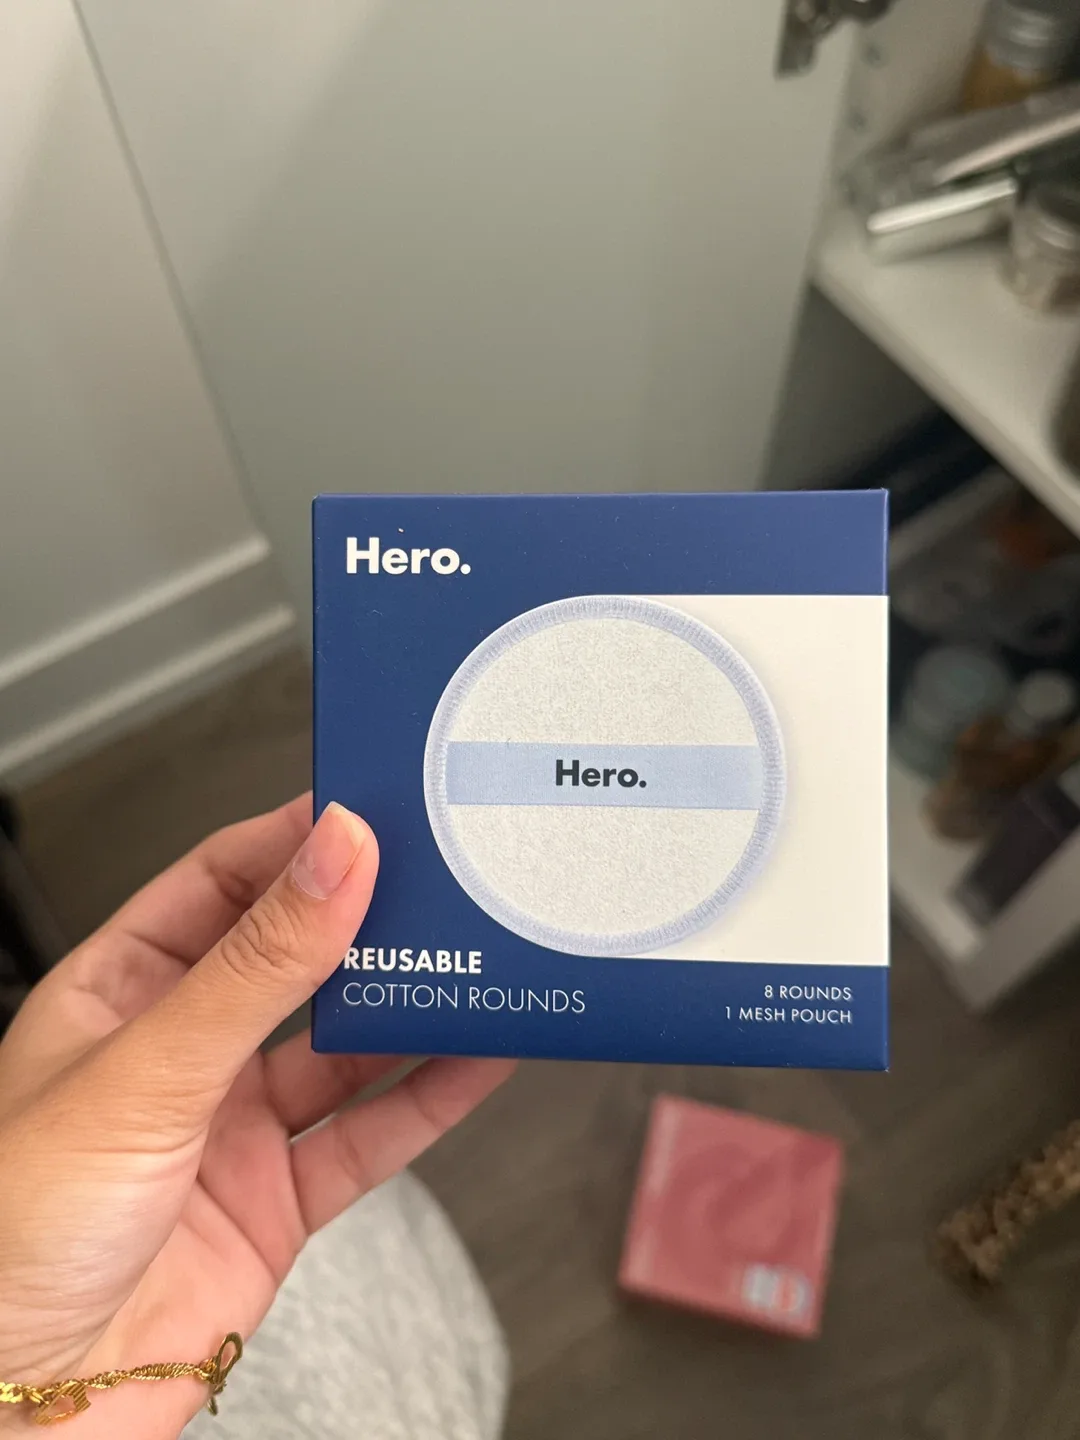 Hero.
Hero.
REUSABLE
COTTON ROUNDS
8 ROUNDS
1 MESH POUCH